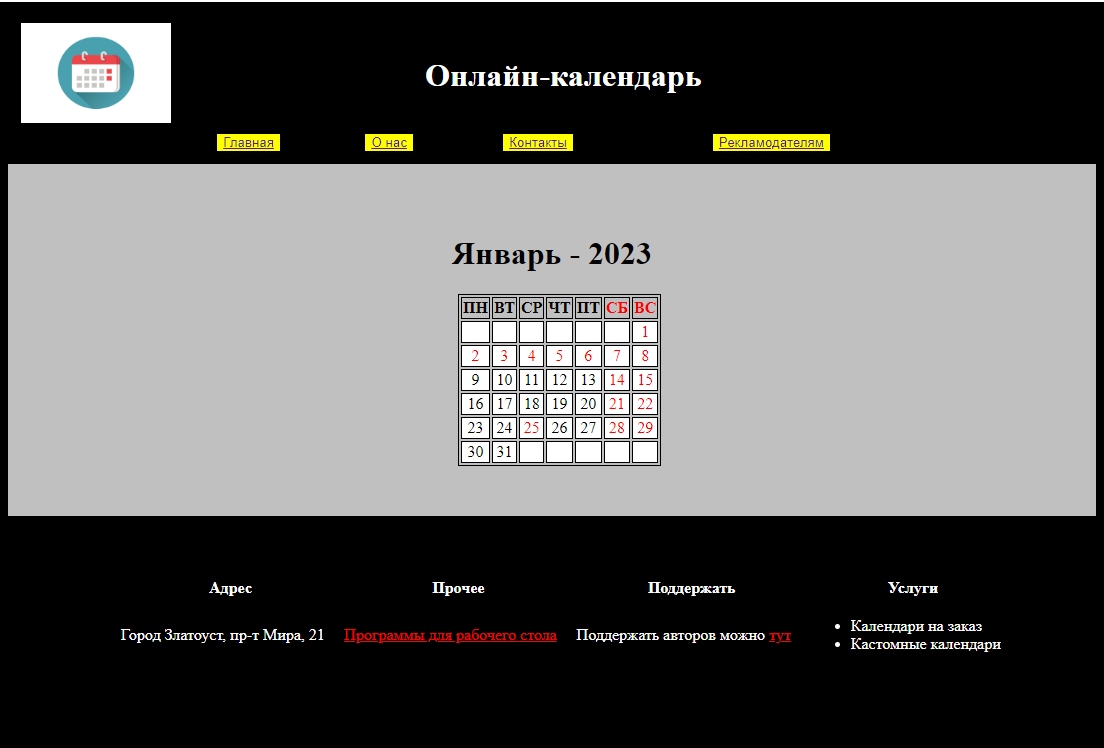 Онлайн-календарь
Главная О нас Контакты Рекламодателям
Январь - 2023
ПН ВТ СР ЧТ ПТ СБ ВС
1
2 3 4 5 6 7 8
9 10 11 12 13 14 15
16 17 18 19 20 21 22
23 24 25 26 27 28 29
30 31
Адрес Прочее Поддержать Услуги
Город Златоуст, пр-т Мира, 21 Программы для рабочего стола Поддержать авторов можно тут
Календари на заказ
Кастомные календари